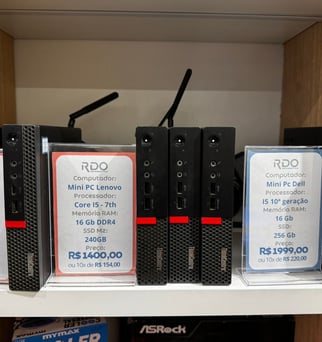 RDO
Computador:
Mini PC Lenovo
Processador:
Core I5 - 7th
Memória RAM:
16 Gb DDR4
SSD M2:
240GB
Preço:
R$1400,00
ou 10x de R$ 154,00
RDO
Computador:
Mini Pc Dell
Processador:
I5 10ª geração
Memória RAM:
16 Gb
SSD:
256 Gb
Preço:
R$1999,00
ou 10x de R$ 220,00
MYMAX
ASRock